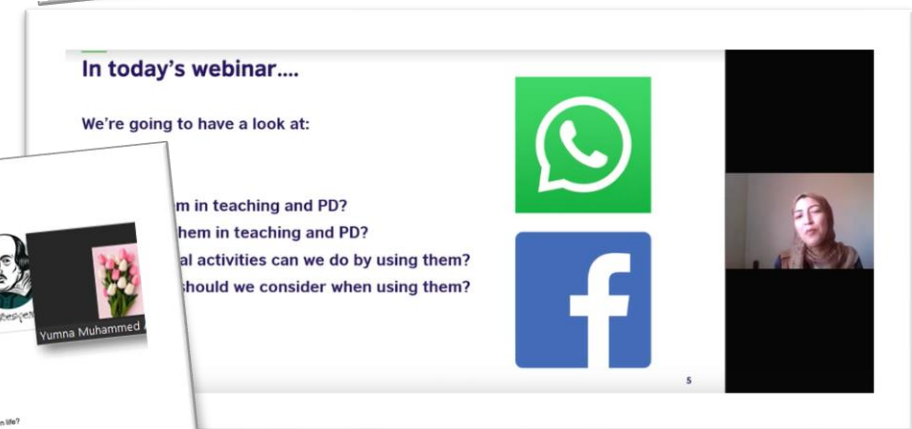 In today's webinar....
We're going to have a look at:
m in teaching and PD?
hem in teaching and PD?
al activities can we do by using them?
hould we consider when using them?
5
Yumna Muhammed
n life?